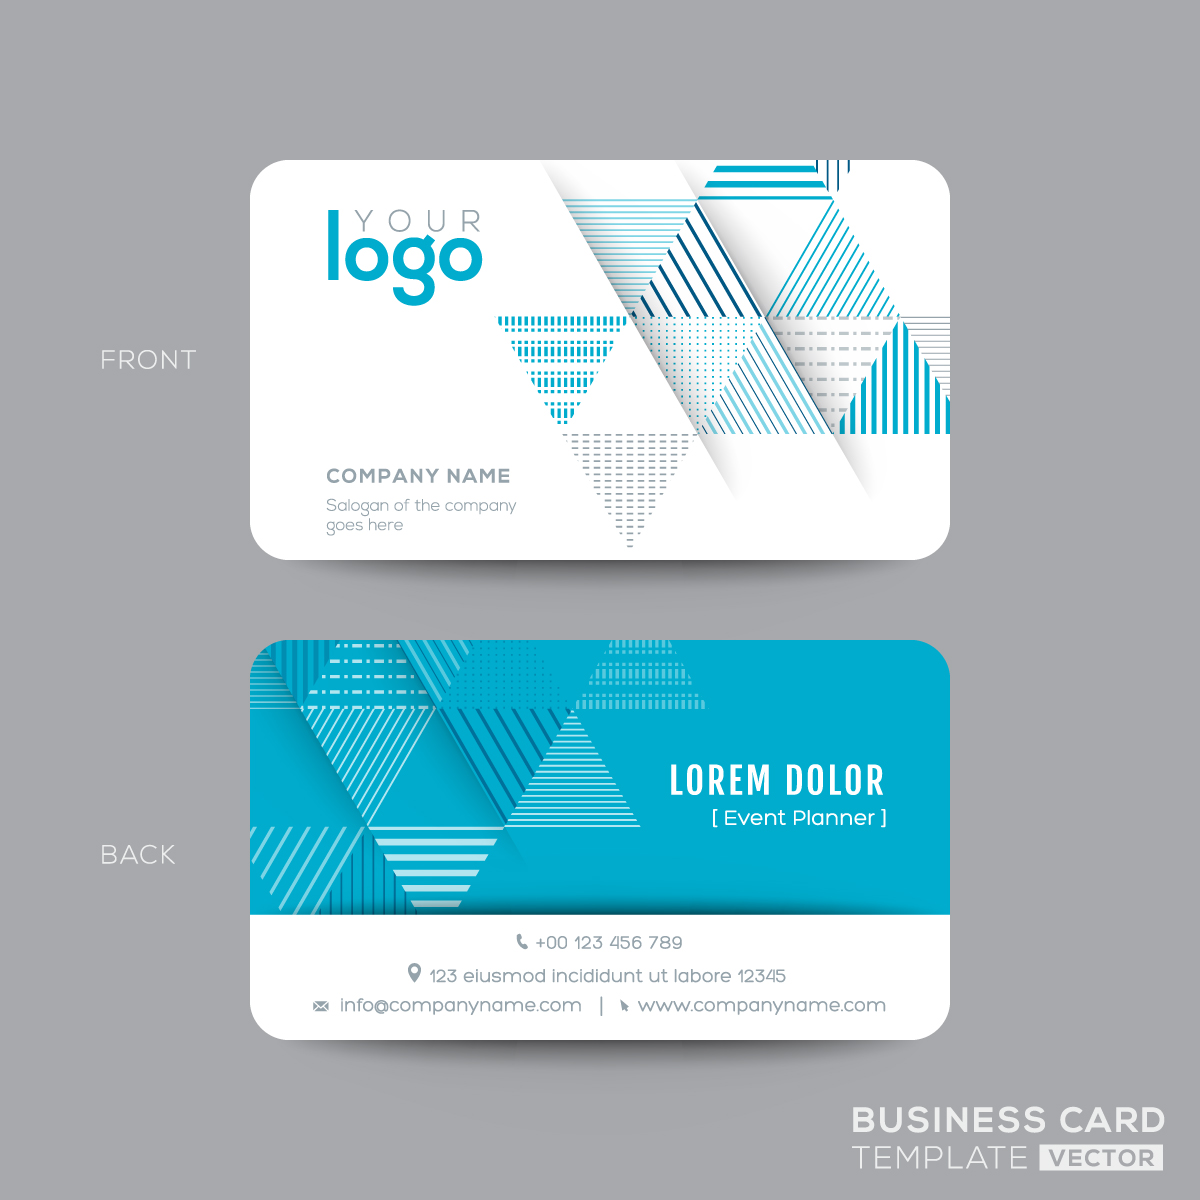 YOUR
logo
FRONT
COMPANY NAME
Salogan of the company
goes here
LOREM DOLOR
[ Event Planner ]
BACK
+00 123 456 789
123 eiusmod incididunt ut labore 12345
info@companyname.com | www.companyname.com
BUSINESS CARD
TEMPLATE VECTOR